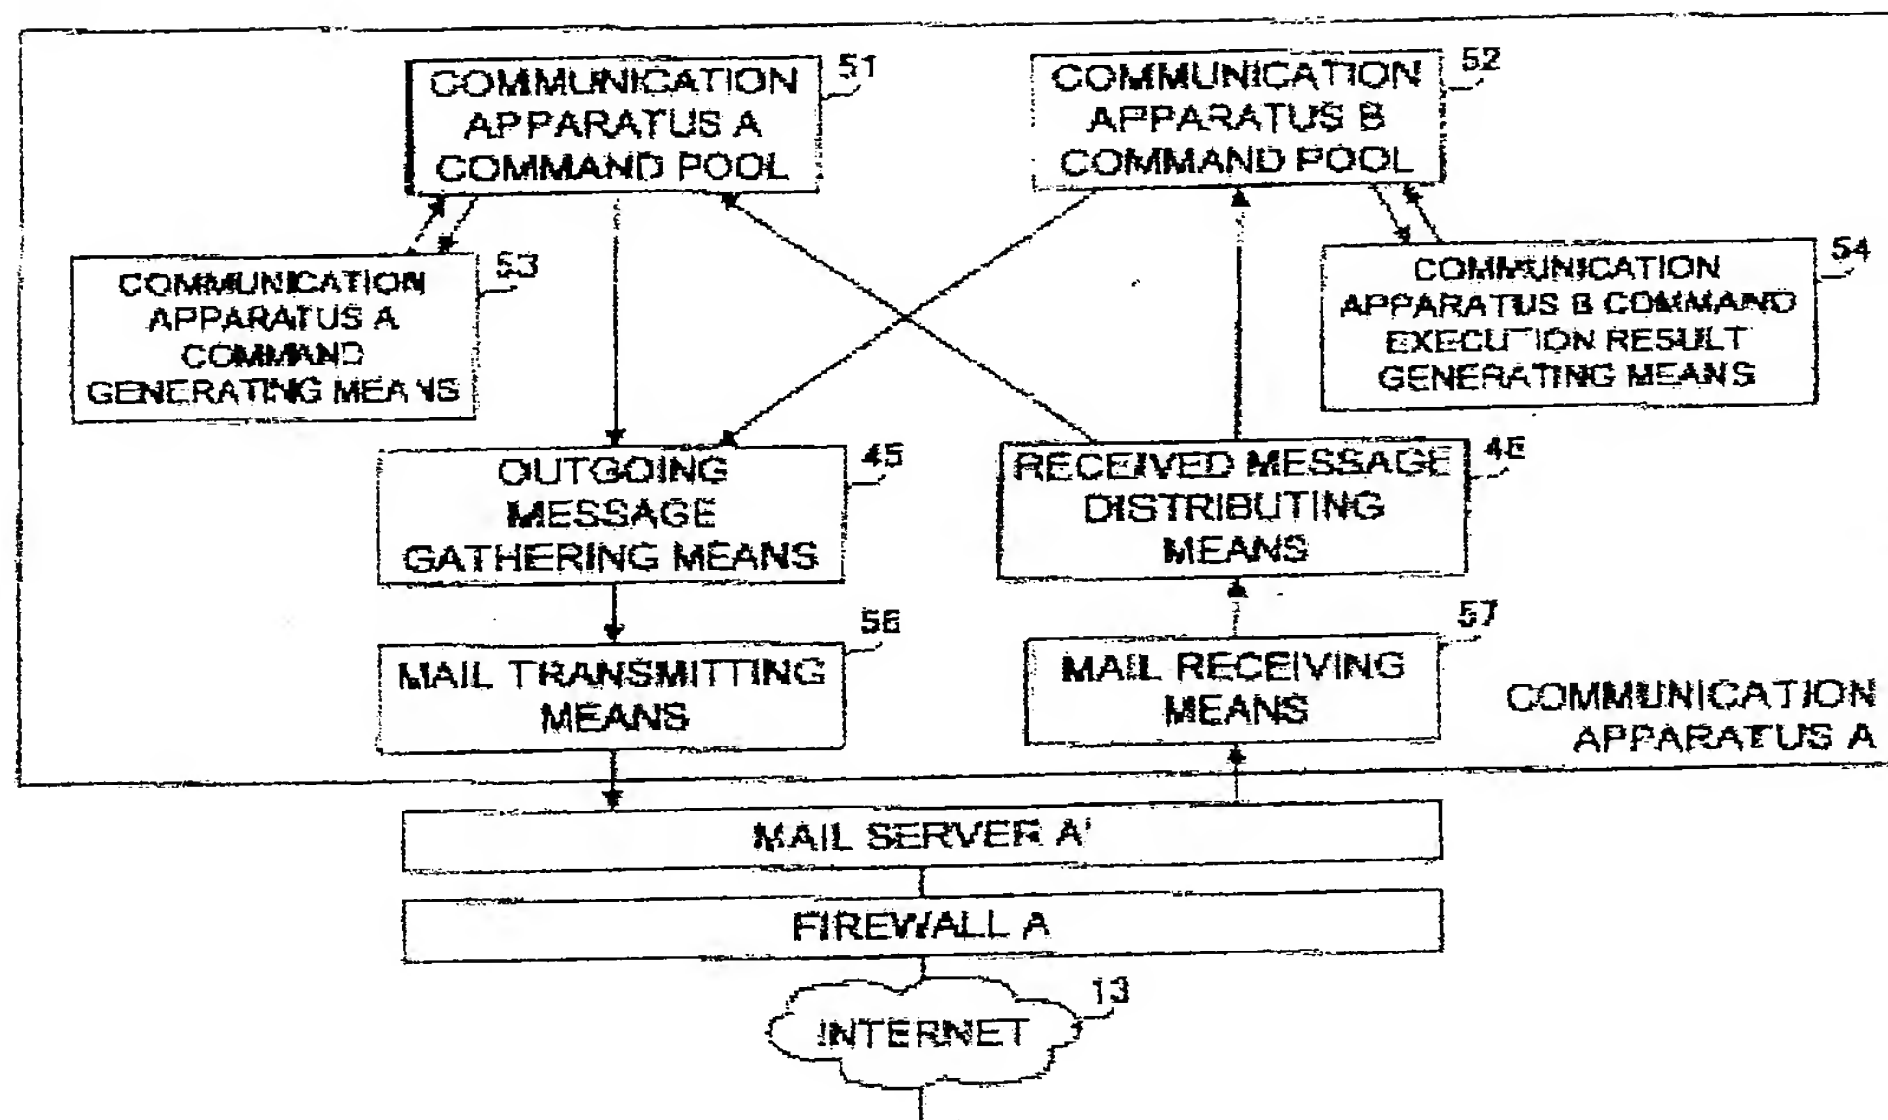 COMMUNICATION
APPARATUS A
COMMAND POOL
51
COMMUNICATION
APPARATUS B
COMMAND POOL
52
COMMUNICATION
APPARATUS A
COMMAND
GENERATING MEANS
53
COMMUNICATION
APPARATUS B COMMAND
EXECUTION RESULT
GENERATING MEANS
54
OUTGOING
MESSAGE
GATHERING MEANS
45
RECEIVED MESSAGE
DISTRIBUTING
MEANS
46
MAIL TRANSMITTING
MEANS
56
MAIL RECEIVING
MEANS
57
COMMUNICATION
APPARATUS A
MAIL SERVER A'
FIREWALL A
INTERNET
13